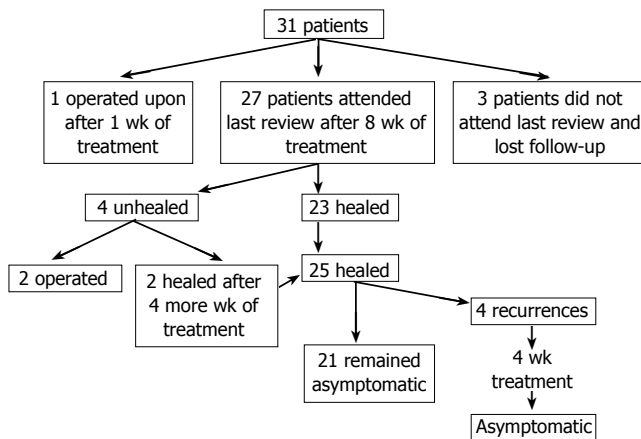 31 patients
1 operated upon
after 1 wk of
treatment
27 patients attended
last review after 8 wk of
treatment
3 patients did not
attend last review and
lost follow-up
4 unhealed
23 healed
2 operated
2 healed after
4 more wk of
treatment
25 healed
4 recurrences
21 remained
asymptomatic
4 wk
treatment
Asymptomatic